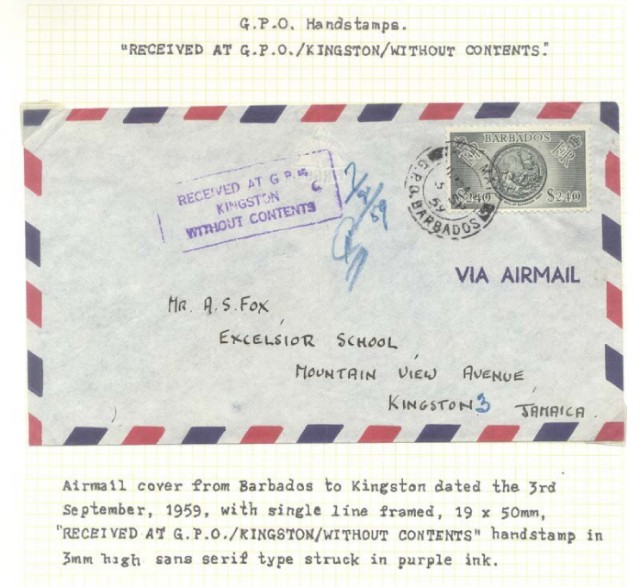 G.P.O. Handstamps.
"RECEIVED AT G.P.O./KINGSTON/WITHOUT CONTENTS."
BARBADOS
E II R
$2.40 $2.40
G.P.O. BARBADOS
RECEIVED AT G.P.O.
KINGSTON
WITHOUT CONTENTS
VIA AIRMAIL
MR. A.S. FOX
EXCELSIOR SCHOOL
MOUNTAIN VIEW AVENUE
KINGSTON 3 JAMAICA.
Airmail cover from Barbados to Kingston dated the 3rd
September, 1959, with single line framed, 19 x 50mm,
"RECEIVED AT G.P.O./KINGSTON/WITHOUT CONTENTS" handstamp in
3mm high sans serif type struck in purple ink.